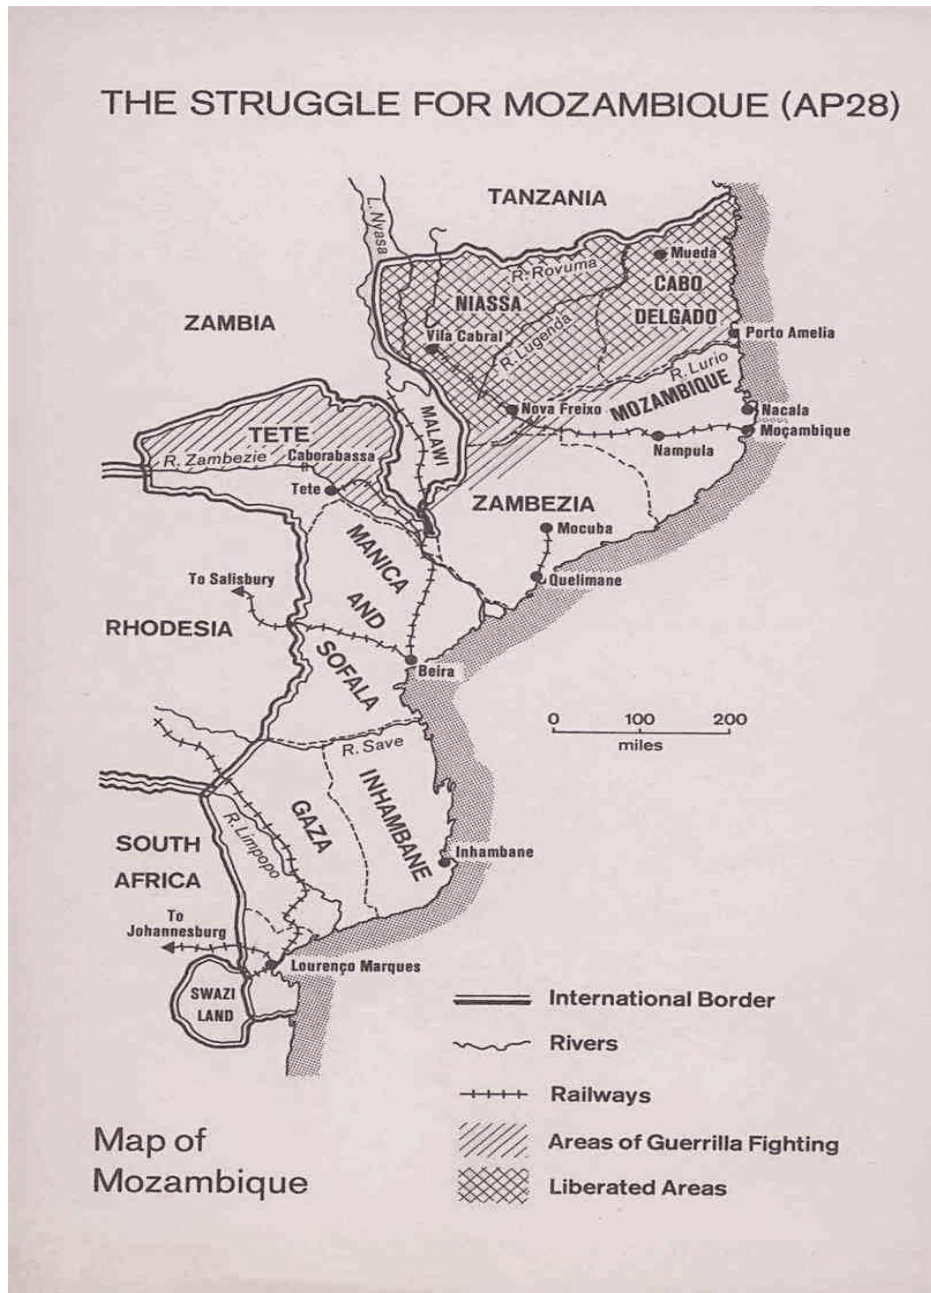 THE STRUGGLE FOR MOZAMBIQUE (AP28)
TANZANIA
L. Nyasa
Mueda
R. Rovuma
CABO
DELGADO
NIASSA
ZAMBIA
Vila Cabral
R. Lugenda
Porto Amelia
R. Lurio
MOZAMBIQUE
Nova Freixo
Nacala
Moçambique
MALAWI
TETE
Nampula
R. Zambezie
Caborabassa
Tete
ZAMBEZIA
Mocuba
MANICA
AND
SOFALA
To Salisbury
Quelimane
RHODESIA
Beira
0 100 200
miles
R. Save
INHAMBANE
GAZA
R. Limpopo
SOUTH
AFRICA
Inhambane
To
Johannesburg
Lourenço Marques
SWAZI
LAND
International Border
Rivers
Railways
Areas of Guerrilla Fighting
Liberated Areas
Map of
Mozambique